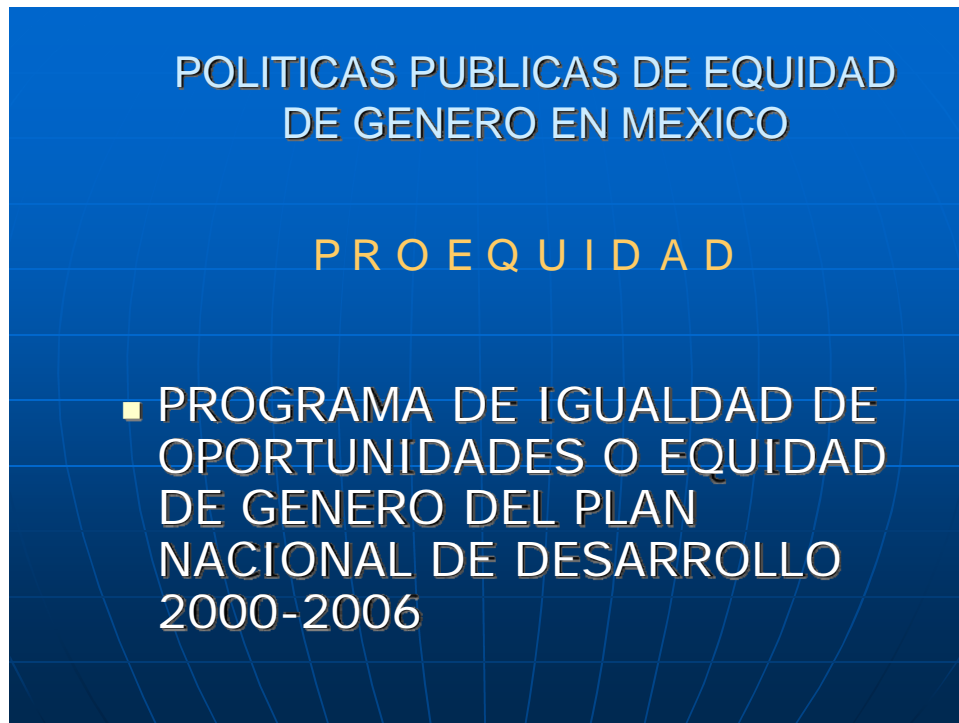 POLITICAS PUBLICAS DE EQUIDAD
DE GENERO EN MEXICO
P R O E Q U I D A D
PROGRAMA DE IGUALDAD DE
OPORTUNIDADES O EQUIDAD
DE GENERO DEL PLAN
NACIONAL DE DESARROLLO
2000-2006